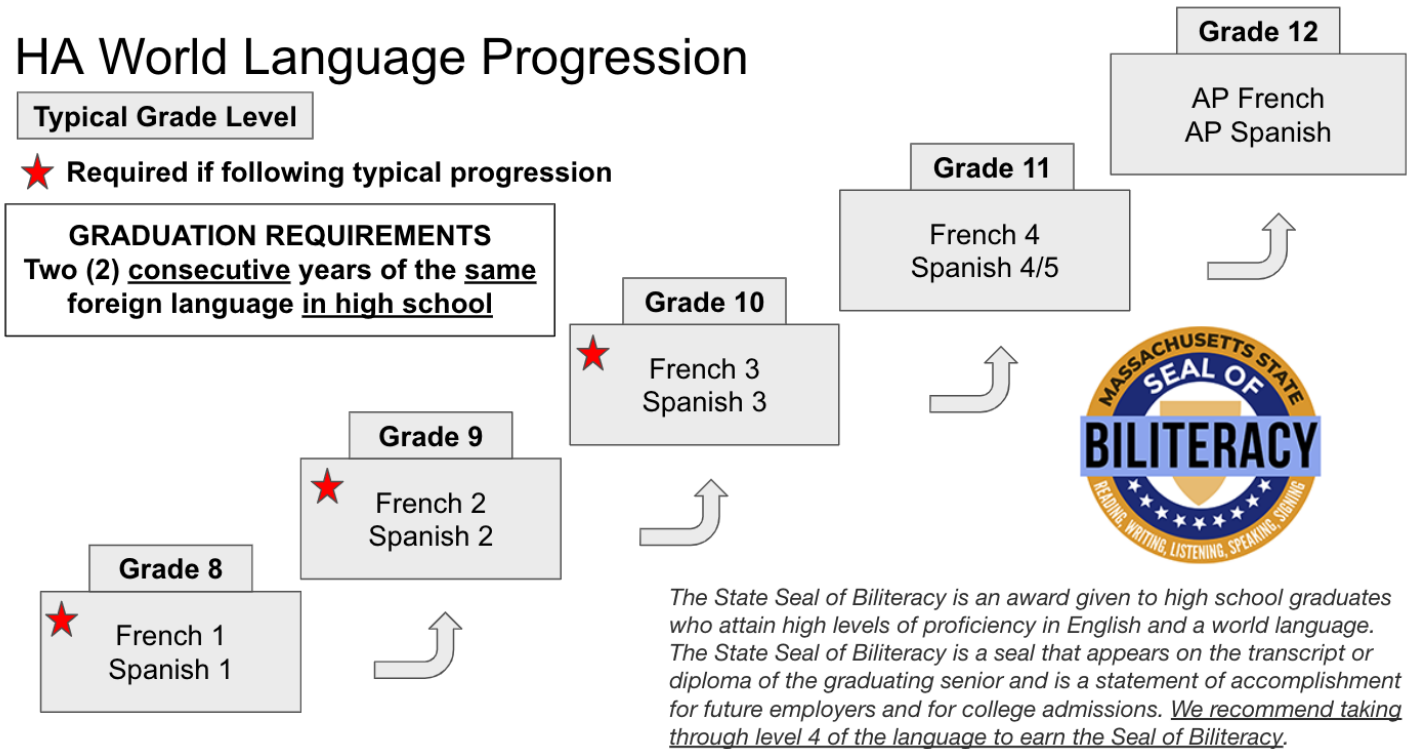 HA World Language Progression
Typical Grade Level
Required if following typical progression
GRADUATION REQUIREMENTS
Two (2) consecutive years of the same
foreign language in high school
Grade 8
French 1
Spanish 1
Grade 9
French 2
Spanish 2
Grade 10
French 3
Spanish 3
Grade 11
French 4
Spanish 4/5
Grade 12
AP French
AP Spanish
MASSACHUSETTS STATE
SEAL OF
BILITERACY
READING, WRITING, LISTENING, SPEAKING, SIGNING
The State Seal of Biliteracy is an award given to high school graduates
who attain high levels of proficiency in English and a world language.
The State Seal of Biliteracy is a seal that appears on the transcript or
diploma of the graduating senior and is a statement of accomplishment
for future employers and for college admissions. We recommend taking
through level 4 of the language to earn the Seal of Biliteracy.